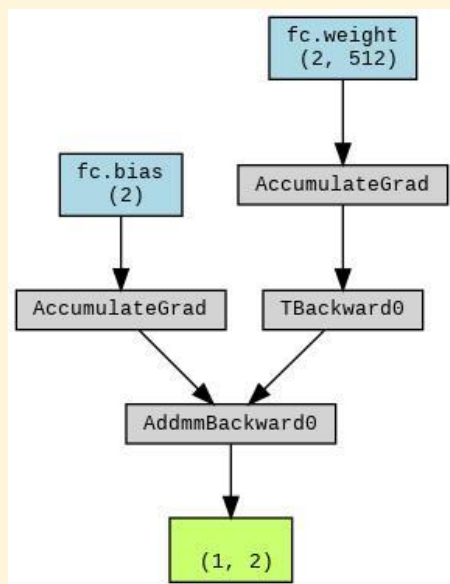 fc.weight
(2, 512)
fc.bias
(2)
AccumulateGrad
AccumulateGrad
TBackward0
AddmmBackward0
(1, 2)